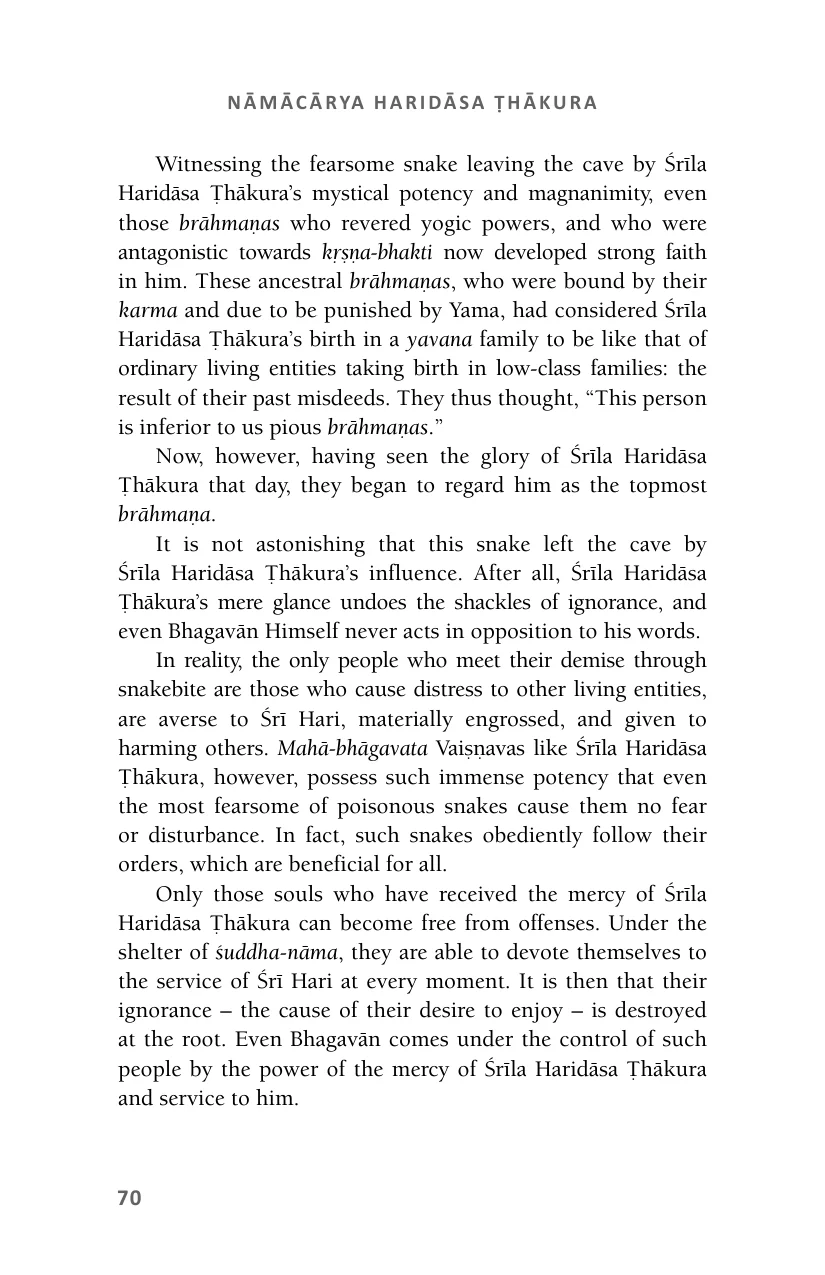 NĀMĀCĀRYA HARIDĀSA ṬHĀKURA
Witnessing the fearsome snake leaving the cave by Śrīla
Haridāsa Ṭhākura’s mystical potency and magnanimity, even
those brāhmaṇas who revered yogic powers, and who were
antagonistic towards kṛṣṇa-bhakti now developed strong faith
in him. These ancestral brāhmaṇas, who were bound by their
karma and due to be punished by Yama, had considered Śrīla
Haridāsa Ṭhākura’s birth in a yavana family to be like that of
ordinary living entities taking birth in low-class families: the
result of their past misdeeds. They thus thought, “This person
is inferior to us pious brāhmaṇas.”
Now, however, having seen the glory of Śrīla Haridāsa
Ṭhākura that day, they began to regard him as the topmost
brāhmaṇa.
It is not astonishing that this snake left the cave by
Śrīla Haridāsa Ṭhākura’s influence. After all, Śrīla Haridāsa
Ṭhākura’s mere glance undoes the shackles of ignorance, and
even Bhagavān Himself never acts in opposition to his words.
In reality, the only people who meet their demise through
snakebite are those who cause distress to other living entities,
are averse to Śrī Hari, materially engrossed, and given to
harming others. Mahā-bhāgavata Vaiṣṇavas like Śrīla Haridāsa
Ṭhākura, however, possess such immense potency that even
the most fearsome of poisonous snakes cause them no fear
or disturbance. In fact, such snakes obediently follow their
orders, which are beneficial for all.
Only those souls who have received the mercy of Śrīla
Haridāsa Ṭhākura can become free from offenses. Under the
shelter of śuddha-nāma, they are able to devote themselves to
the service of Śrī Hari at every moment. It is then that their
ignorance – the cause of their desire to enjoy – is destroyed
at the root. Even Bhagavān comes under the control of such
people by the power of the mercy of Śrīla Haridāsa Ṭhākura
and service to him.
70